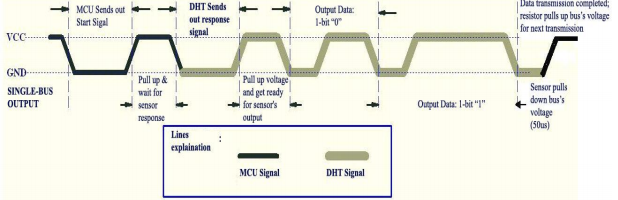 MCU Sends out
Start Sigal
DHT Sends
out response
signal
Output Data:
1-bit "0"
Data transmission completed;
resistor pulls up bus's voltage
for next transmission
VCC
GND
SINGLE-BUS
OUTPUT
Pull up &
wait for
sensor
response
Pull up voltage
and get ready
for sensor's
output
Output Data: 1-bit "1"
Sensor pulls
down bus's
voltage
(50us)
Lines
explaination
:
MCU Signal
DHT Signal